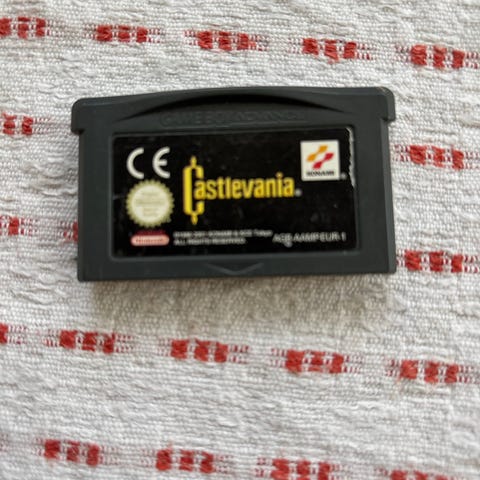 GAME BOY ADVANCE
CE
Castlevania®
KONAMI
Nintendo
ALL RIGHTS RESERVED
AGB-AAMP-EUR-1